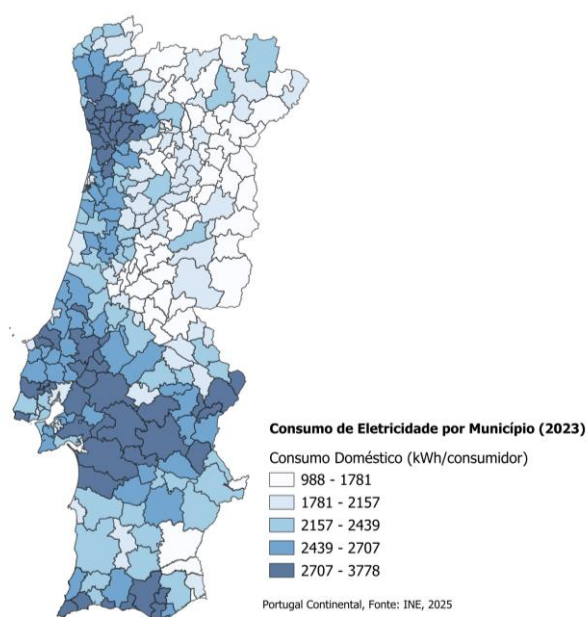 Consumo de Eletricidade por Município (2023)
Consumo Doméstico (kWh/consumidor)
988 - 1781
1781 - 2157
2157 - 2439
2439 - 2707
2707 - 3778
Portugal Continental, Fonte: INE, 2025